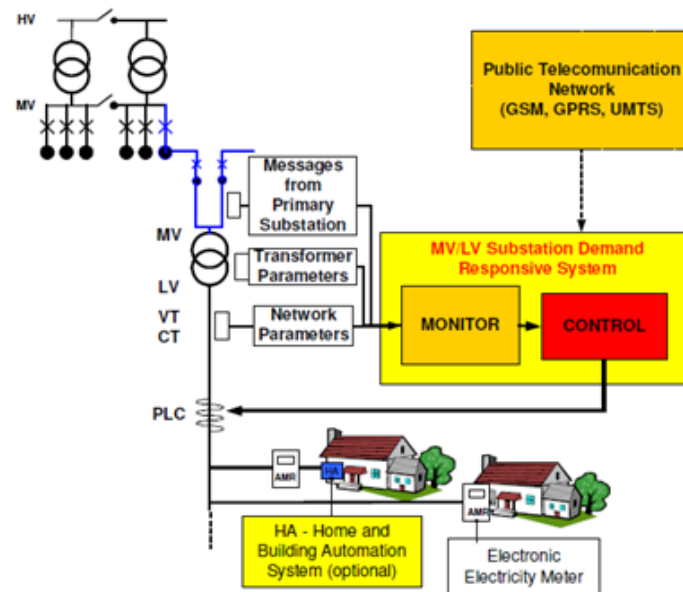 HV
MV
Public Telecomunication
Network
(GSM, GPRS, UMTS)
Messages
from
Primary
Substation
MV
LV
Transformer
Parameters
VT
CT
Network
Parameters
MV/LV Substation Demand
Responsive System
MONITOR
CONTROL
PLC
AMR
HA
AMR
HA - Home and
Building Automation
System (optional)
Electronic
Electricity Meter